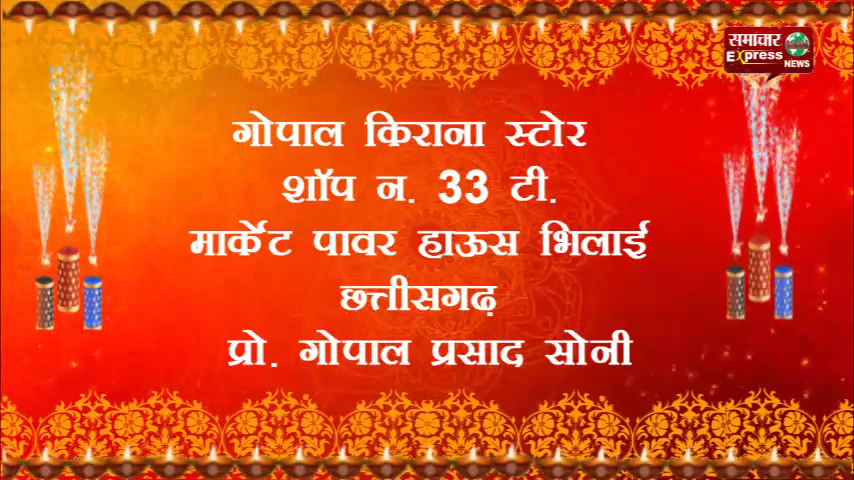 समाचार
Express
NEWS
गोपाल किराना स्टोर
शॉप न. 33 टी.
मार्केट पावर हाऊस भिलाई
छत्तीसगढ़
प्रो. गोपाल प्रसाद सोनी